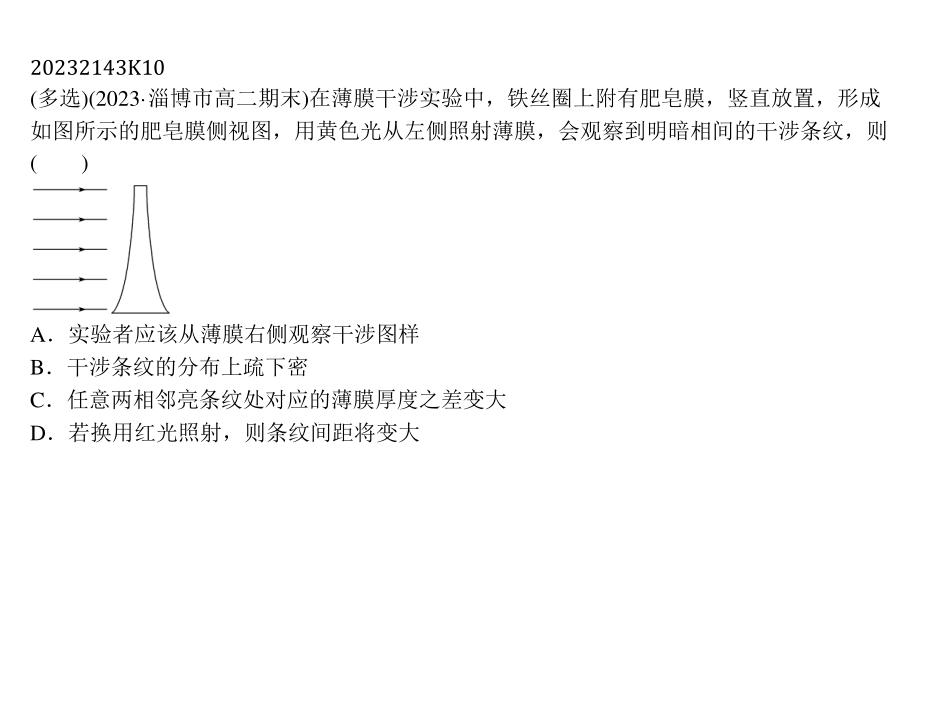 20232143K10
(多选)(2023·淄博市高二期末)在薄膜干涉实验中，铁丝圈上附有肥皂膜，竖直放置，形成
如图所示的肥皂膜侧视图，用黄色光从左侧照射薄膜，会观察到明暗相间的干涉条纹，则
(　　)
A．实验者应该从薄膜右侧观察干涉图样
B．干涉条纹的分布上疏下密
C．任意两相邻亮条纹处对应的薄膜厚度之差变大
D．若换用红光照射，则条纹间距将变大